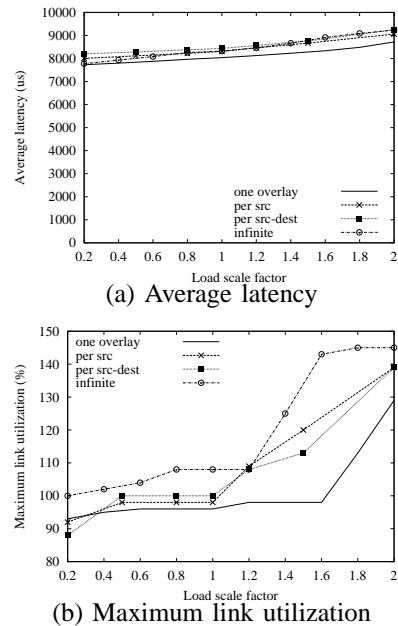 10000
9000
8000
7000
6000
5000
4000
3000
2000
1000
0
Average latency (us)
one overlay
per src
per src-dest
infinite
0.2 0.4 0.6 0.8 1 1.2 1.4 1.6 1.8 2
Load scale factor
(a) Average latency
150
140
130
120
110
100
90
80
Maximum link utilization (%)
one overlay
per src
per src-dest
infinite
0.2 0.4 0.6 0.8 1 1.2 1.4 1.6 1.8 2
Load scale factor
(b) Maximum link utilization